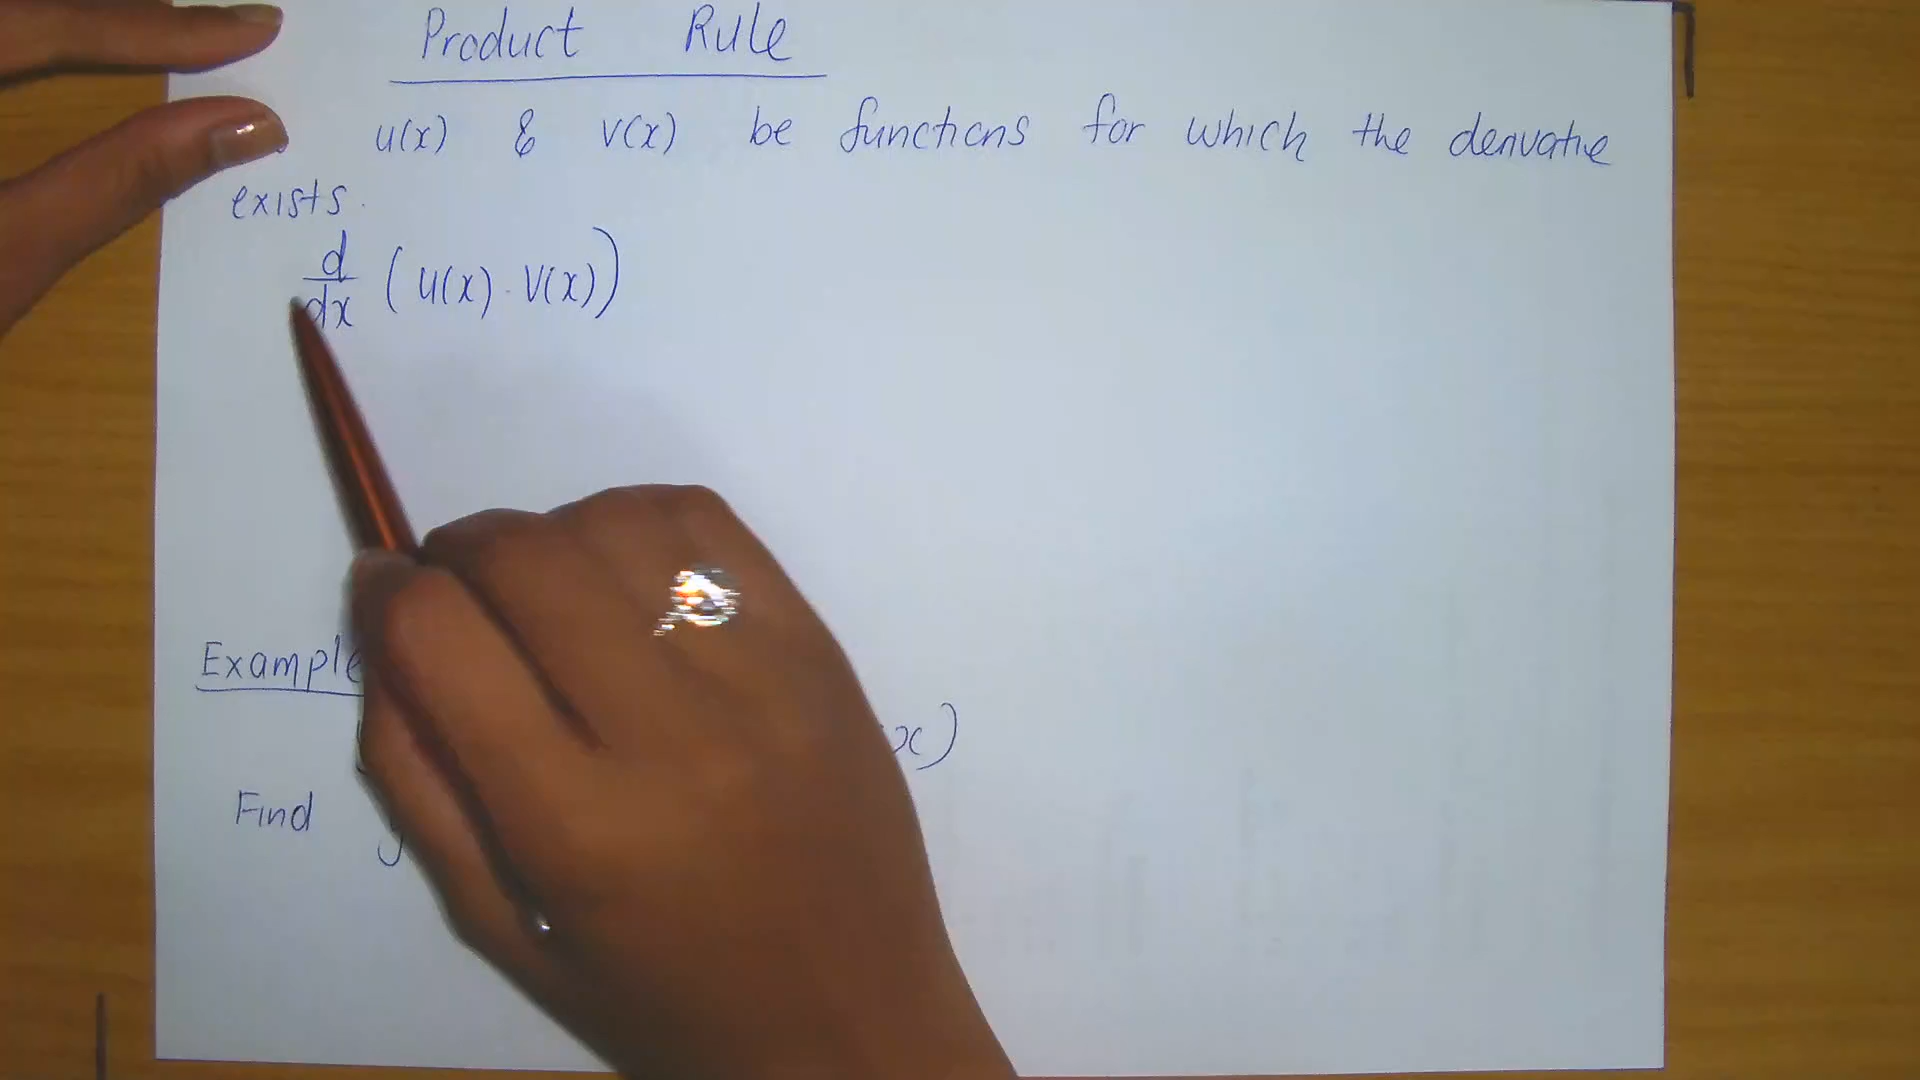 Product Rule
u(x) & v(x) be functions for which the derivative
exists.
d/dx (u(x) . v(x))
Example
x)
Find y